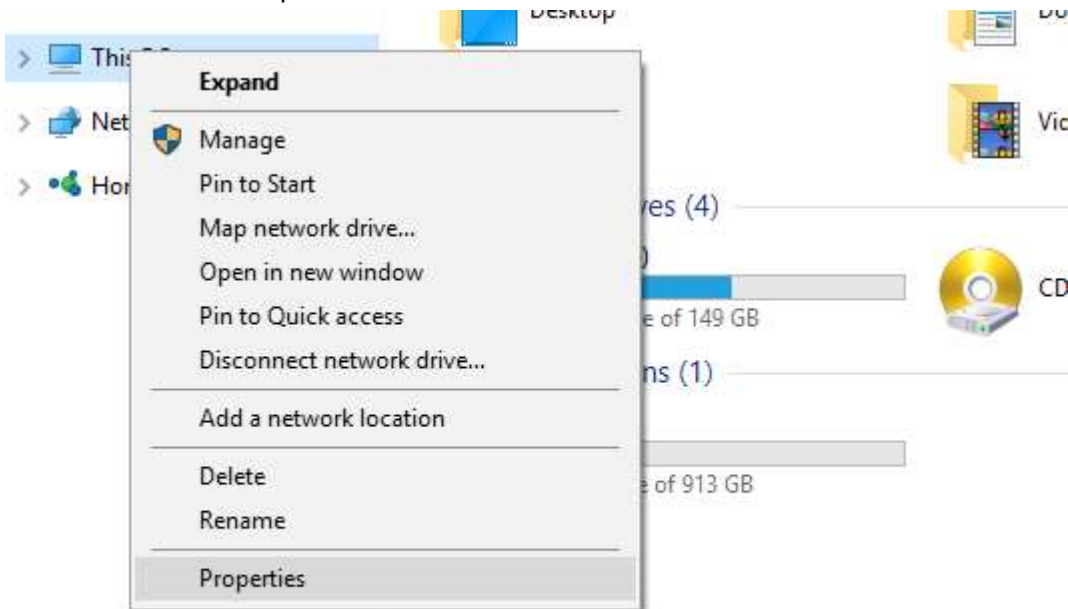 Desktop
This
Expand
Net
Manage
Vic
Hor
Pin to Start
Map network drive...
ves (4)
Open in new window
)
CD
Pin to Quick access
e of 149 GB
Disconnect network drive...
ns (1)
Add a network location
Delete
e of 913 GB
Rename
Properties